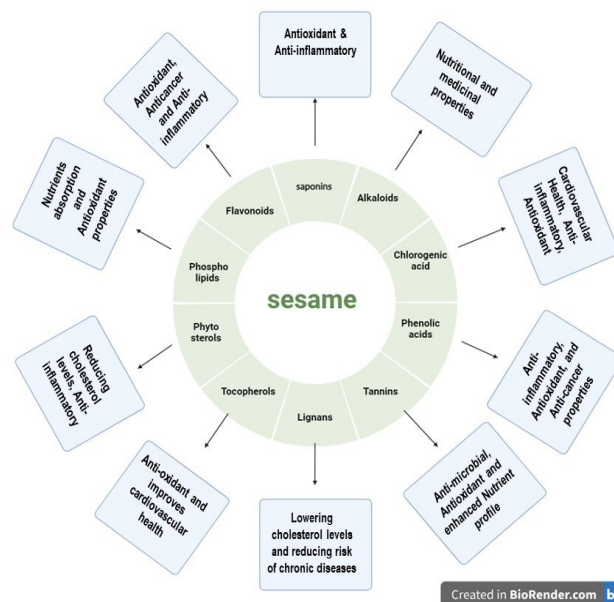 Antioxidant &
Anti-inflammatory
Nutritional and
medicinal
properties
Cardiovascular
Health, Anti-
inflammatory,
Antioxidant
Anti-
inflammatory,
Antioxidant, and
Anti-cancer
properties
Anti-microbial,
Antioxidant and
enhanced Nutrient
profile
Lowering
cholesterol levels
and reducing risk
of chronic diseases
Anti-oxidant and
improves
cardiovascular
health
Reducing
cholesterol
levels, Anti-
inflammatory
Nutrients
absorption
and
Antioxidant
properties
Antioxidant,
Anticancer
and Anti-
inflammatory
saponins
Alkaloids
Chlorogenic
acid
Phenolic
acids
Tannins
Lignans
Tocopherols
Phyto
sterols
Phospho
lipids
Flavonoids
sesame
Created in BioRender.com b